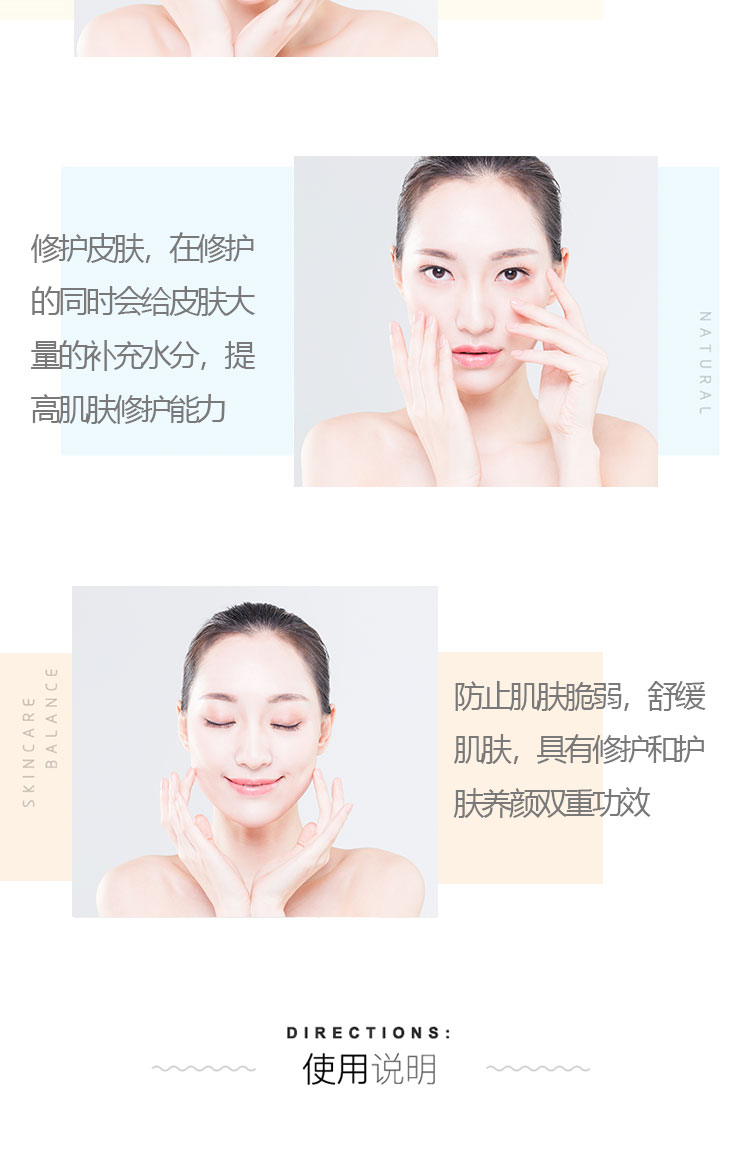 修护皮肤，在修护
的同时会给皮肤大
量的补充水分，提
高肌肤修护能力
NATURAL
SKINCARE
BALANCE
防止肌肤脆弱，舒缓
肌肤，具有修护和护
肤养颜双重功效
DIRECTIONS:
使用说明